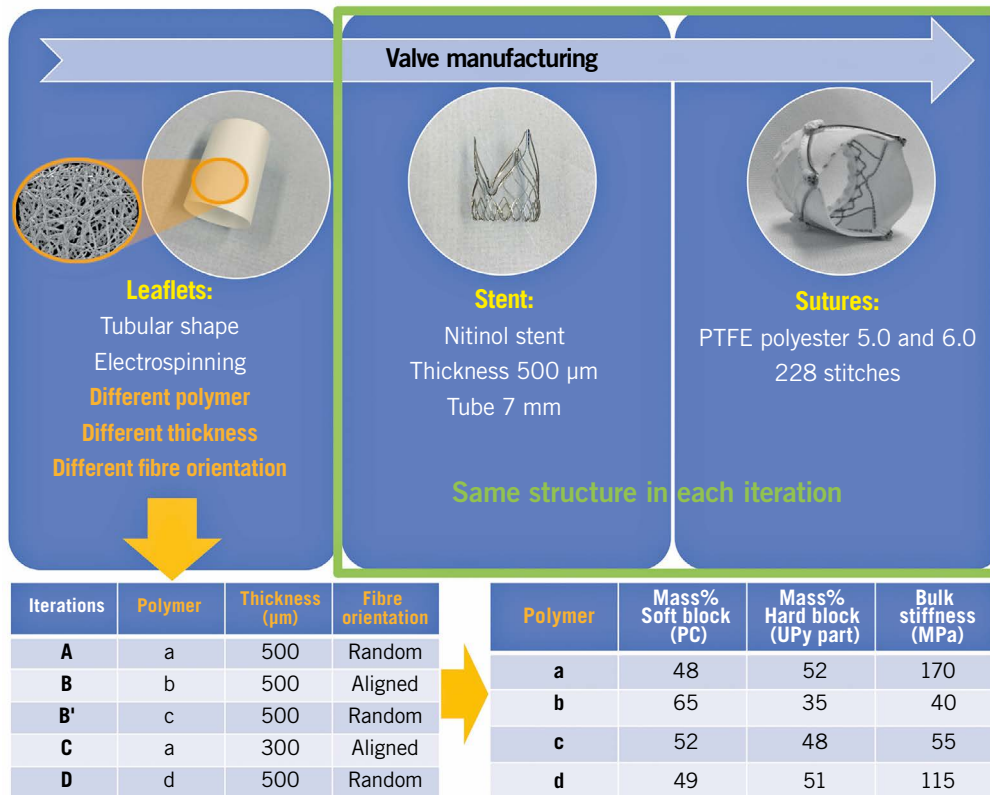 Valve manufacturing
Leaflets:
Tubular shape
Electrospinning
Different polymer
Different thickness
Different fibre orientation
Stent:
Nitinol stent
Thickness 500 µm
Tube 7 mm
Sutures:
PTFE polyester 5.0 and 6.0
228 stitches
Same structure in each iteration
Iterations Polymer Thickness (µm) Fibre orientation
A a 500 Random
B b 500 Aligned
B' c 500 Random
C a 300 Aligned
D d 500 Random
Polymer Mass% Soft block (PC) Mass% Hard block (UPy part) Bulk stiffness (MPa)
a 48 52 170
b 65 35 40
c 52 48 55
d 49 51 115